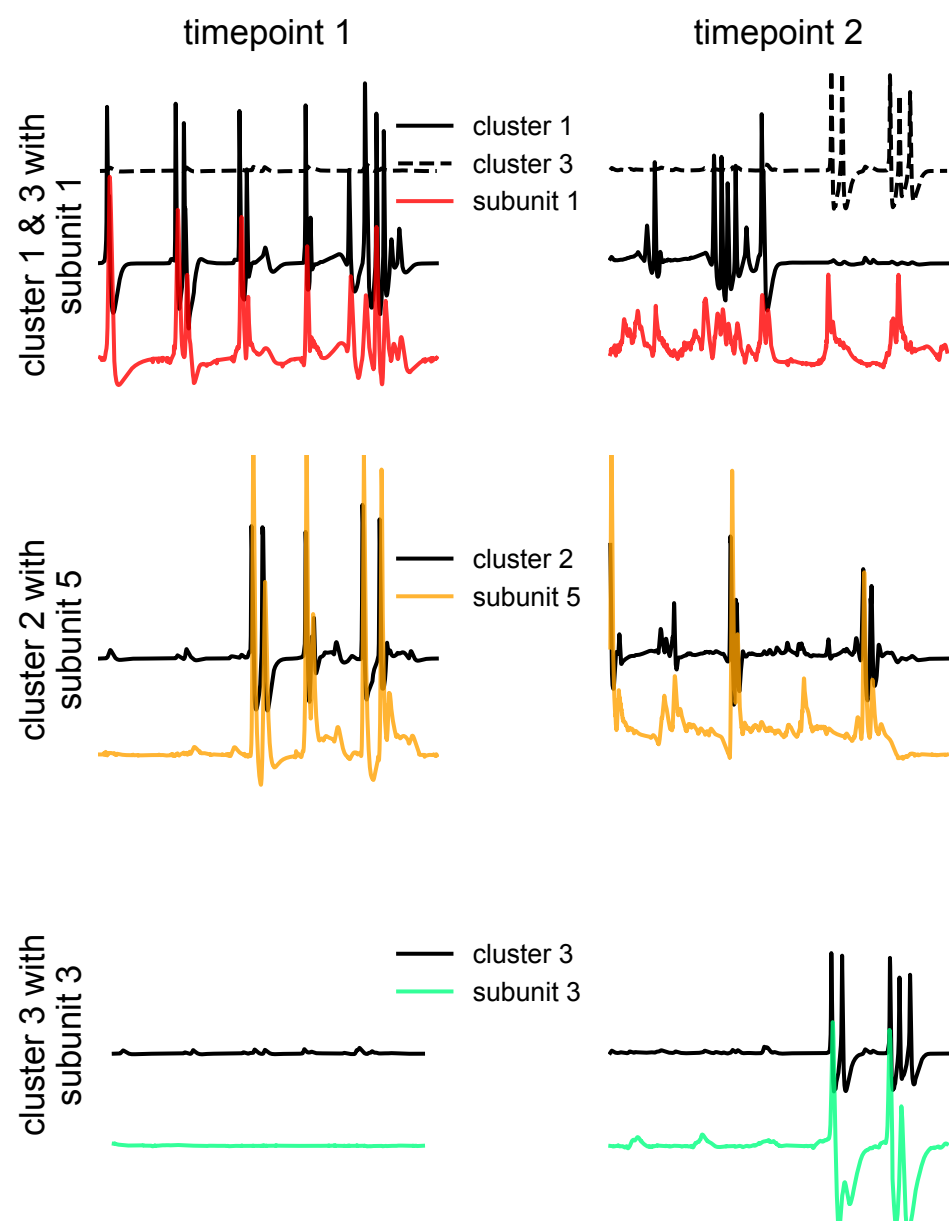 timepoint 1
timepoint 2
cluster 1 & 3 with
subunit 1
cluster 1
cluster 3
subunit 1
cluster 2 with
subunit 5
cluster 2
subunit 5
cluster 3 with
subunit 3
cluster 3
subunit 3